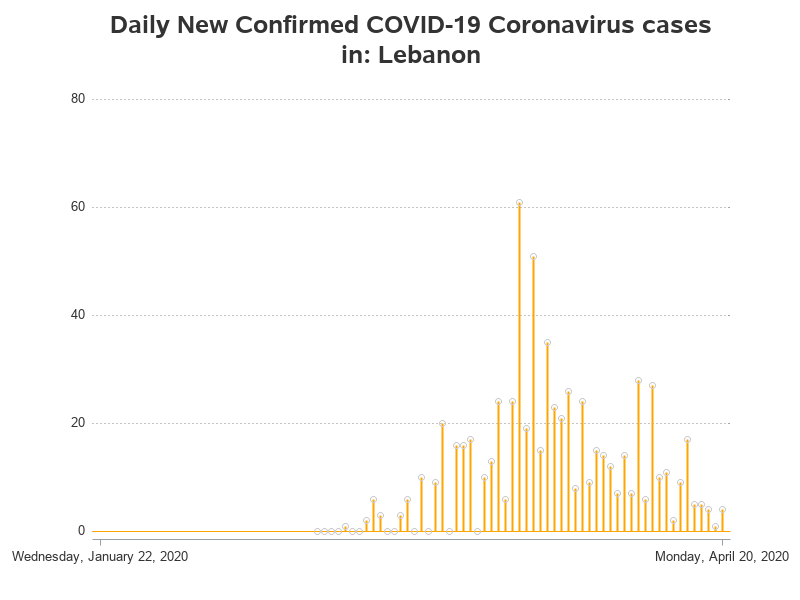 Daily New Confirmed COVID-19 Coronavirus cases
in: Lebanon
80
60
40
20
0
Wednesday, January 22, 2020
Monday, April 20, 2020